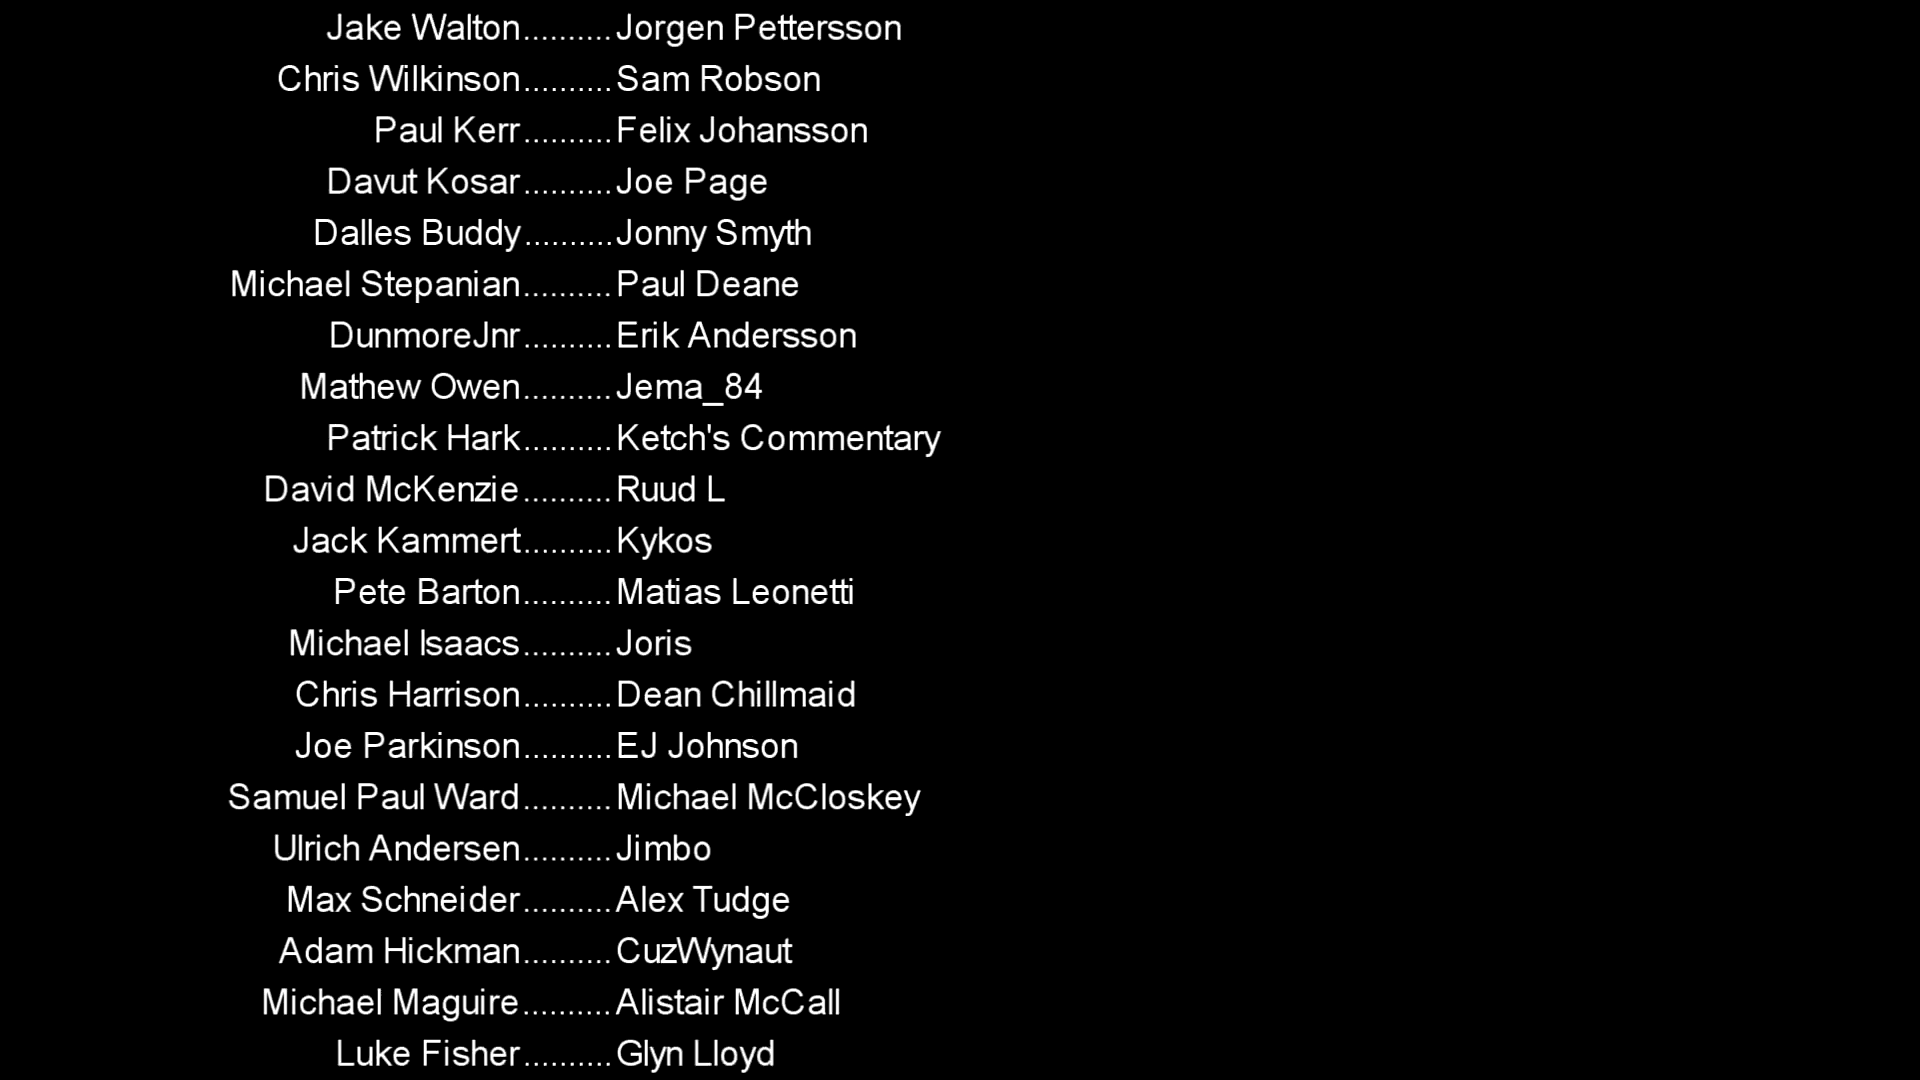 Jake Walton..........Jorgen Pettersson
Chris Wilkinson..........Sam Robson
Paul Kerr..........Felix Johansson
Davut Kosar..........Joe Page
Dalles Buddy..........Jonny Smyth
Michael Stepanian..........Paul Deane
DunmoreJnr..........Erik Andersson
Mathew Owen..........Jema_84
Patrick Hark..........Ketch's Commentary
David McKenzie..........Ruud L
Jack Kammert..........Kykos
Pete Barton..........Matias Leonetti
Michael Isaacs..........Joris
Chris Harrison..........Dean Chillmaid
Joe Parkinson..........EJ Johnson
Samuel Paul Ward..........Michael McCloskey
Ulrich Andersen..........Jimbo
Max Schneider..........Alex Tudge
Adam Hickman..........CuzWynaut
Michael Maguire..........Alistair McCall
Luke Fisher..........Glyn Lloyd